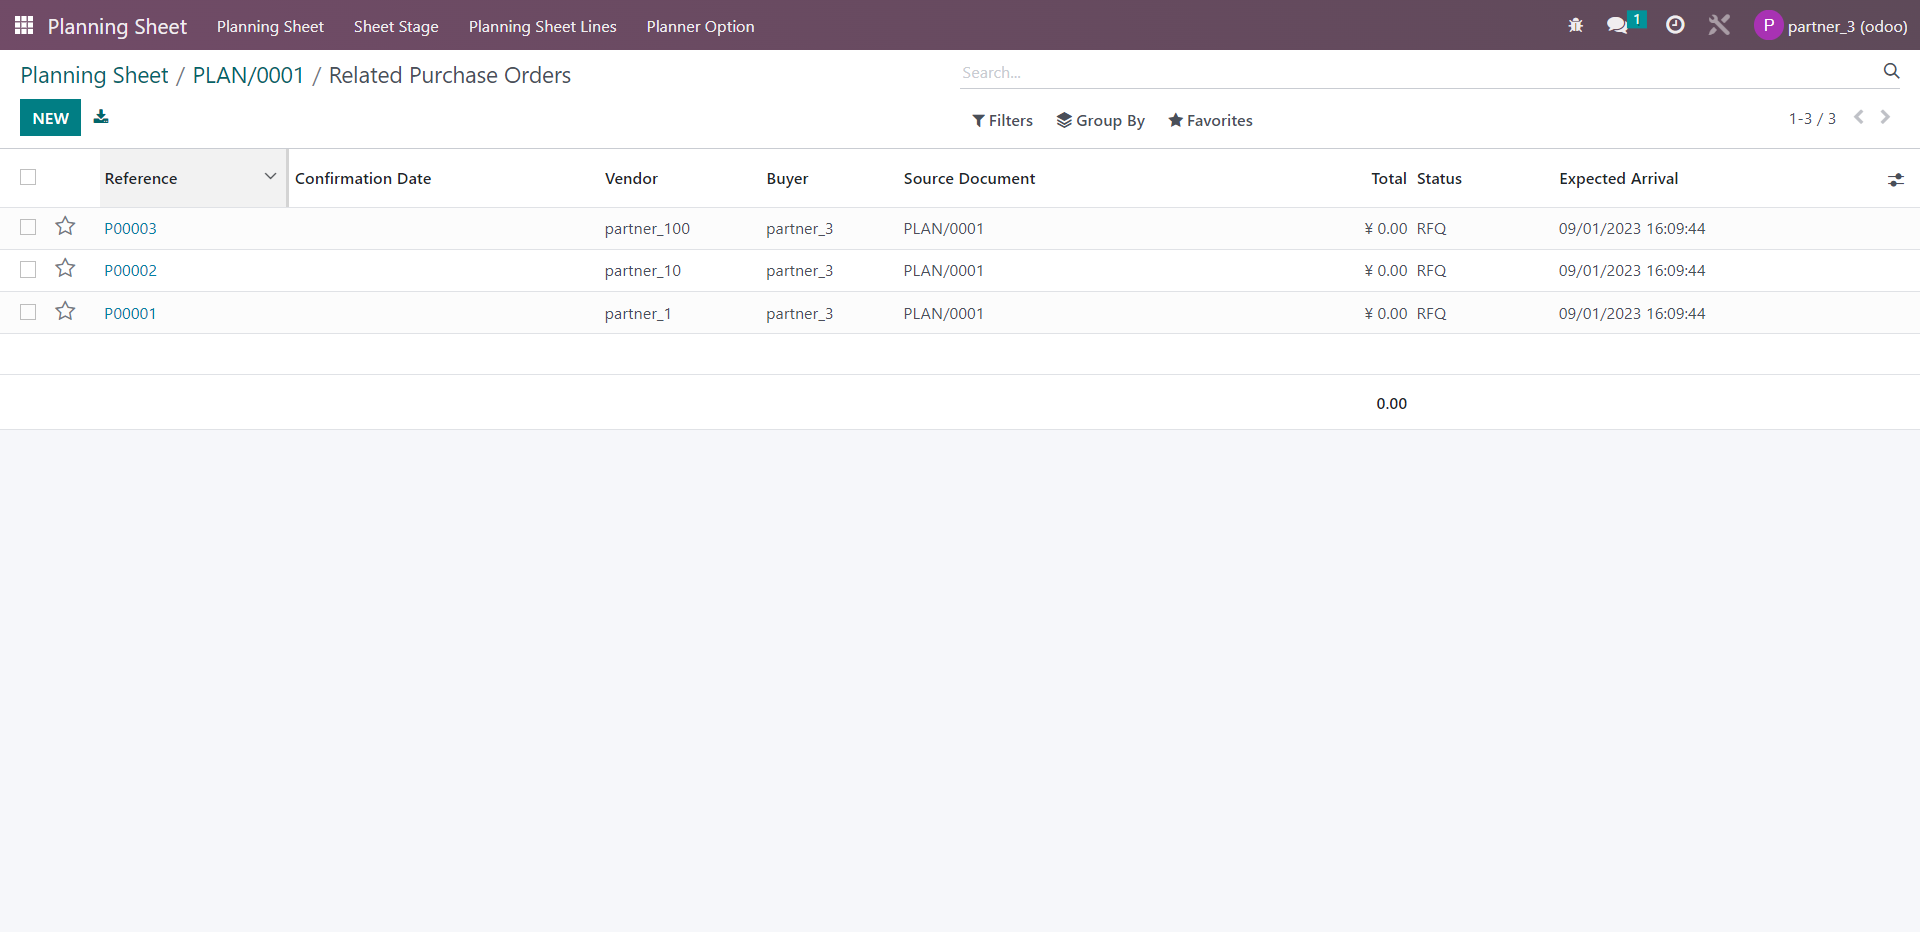 Planning Sheet Planning Sheet Sheet Stage Planning Sheet Lines Planner Option 1 P partner_3 (odoo)
Planning Sheet / PLAN/0001 / Related Purchase Orders Search...
NEW Filters Group By Favorites 1-3 / 3
Reference Confirmation Date Vendor Buyer Source Document Total Status Expected Arrival
P00003 partner_100 partner_3 PLAN/0001 ¥ 0.00 RFQ 09/01/2023 16:09:44
P00002 partner_10 partner_3 PLAN/0001 ¥ 0.00 RFQ 09/01/2023 16:09:44
P00001 partner_1 partner_3 PLAN/0001 ¥ 0.00 RFQ 09/01/2023 16:09:44
0.00